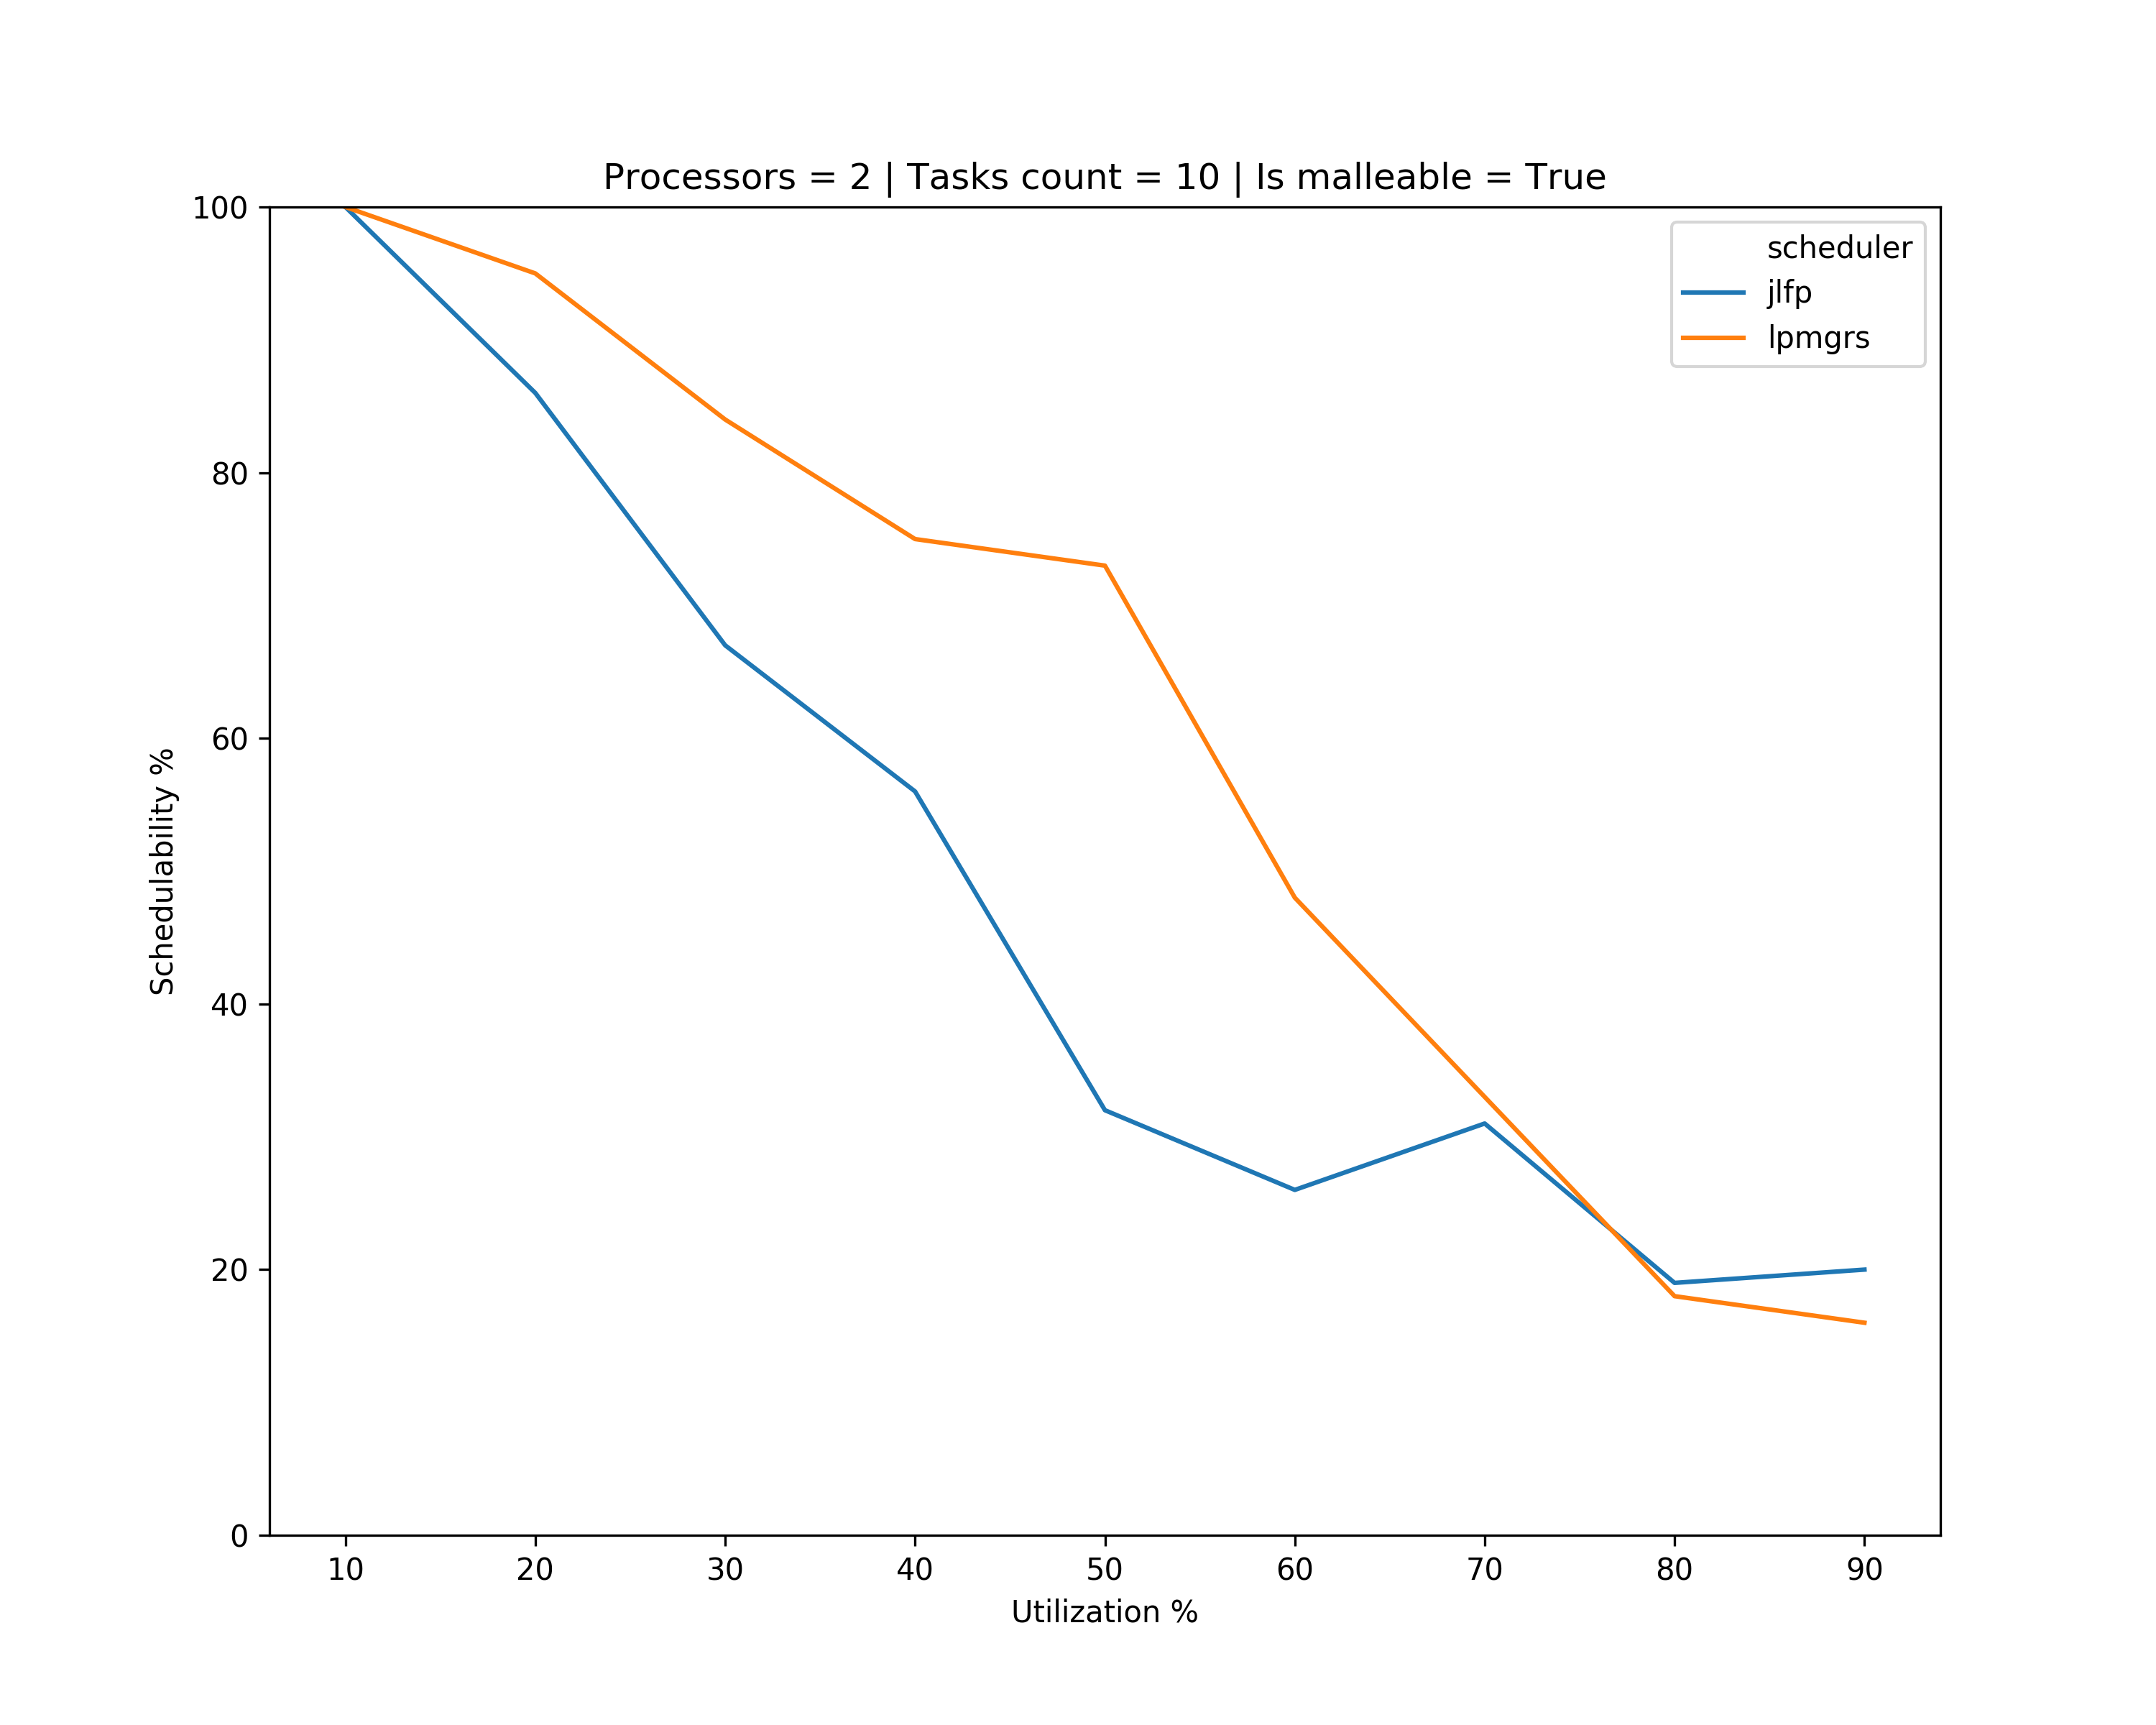 Processors = 2 | Tasks count = 10 | Is malleable = True
scheduler
jlfp
lpmgrs
Schedulability %
100
80
60
40
20
0
10 20 30 40 50 60 70 80 90
Utilization %